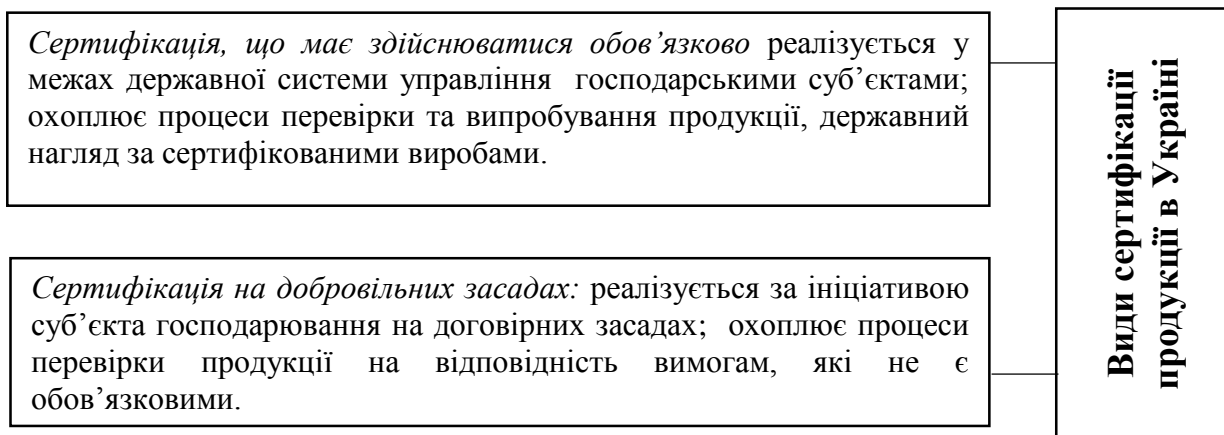 Сертифікація, що має здійснюватися обов’язково реалізується у
межах державної системи управління господарськими суб’єктами;
охоплює процеси перевірки та випробування продукції, державний
нагляд за сертифікованими виробами.
Сертифікація на добровільних засадах: реалізується за ініціативою
суб’єкта господарювання на договірних засадах; охоплює процеси
перевірки продукції на відповідність вимогам, які не є
обов’язковими.
Види сертифікації
продукції в Україні